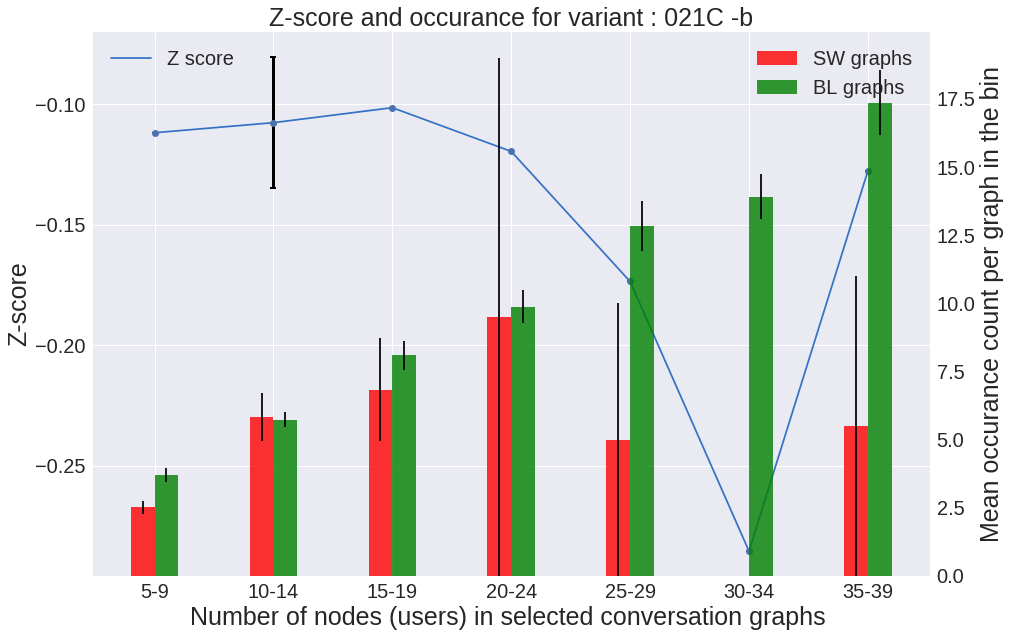 Z-score and occurance for variant : 021C -b
Z score
SW graphs
BL graphs
−0.10
−0.15
−0.20
−0.25
Z-score
17.5
15.0
12.5
10.0
7.5
5.0
2.5
0.0
Mean occurance count per graph in the bin
5-9 10-14 15-19 20-24 25-29 30-34 35-39
Number of nodes (users) in selected conversation graphs